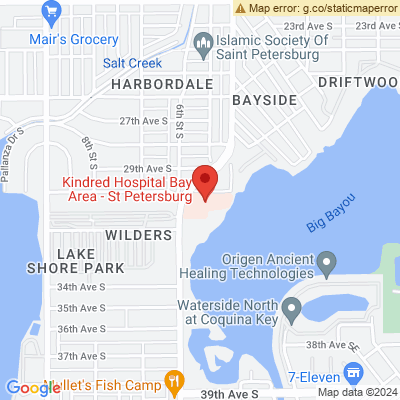 Map error: g.co/staticmaperror
23rd Ave S
23rd Ave
Mair's Grocery
Islamic Society Of
Saint Petersburg
Salt Creek
HARBORDALE
DRIFTWOO
BAYSIDE
6th St S
27th Ave S
Pallanza Dr S
8th St S
29th Ave S
Kindred Hospital Bay
Area - St Petersburg
Big Bayou
WILDERS
LAKE
SHORE PARK
Origen Ancient
Healing Technologies
34th Ave S
35th Ave S
Waterside North
at Coquina Key
36th Ave S
37th Ave S
38th Ave
7-Eleven
Mullet's Fish Camp
39th Ave S
Google
Map data ©2024